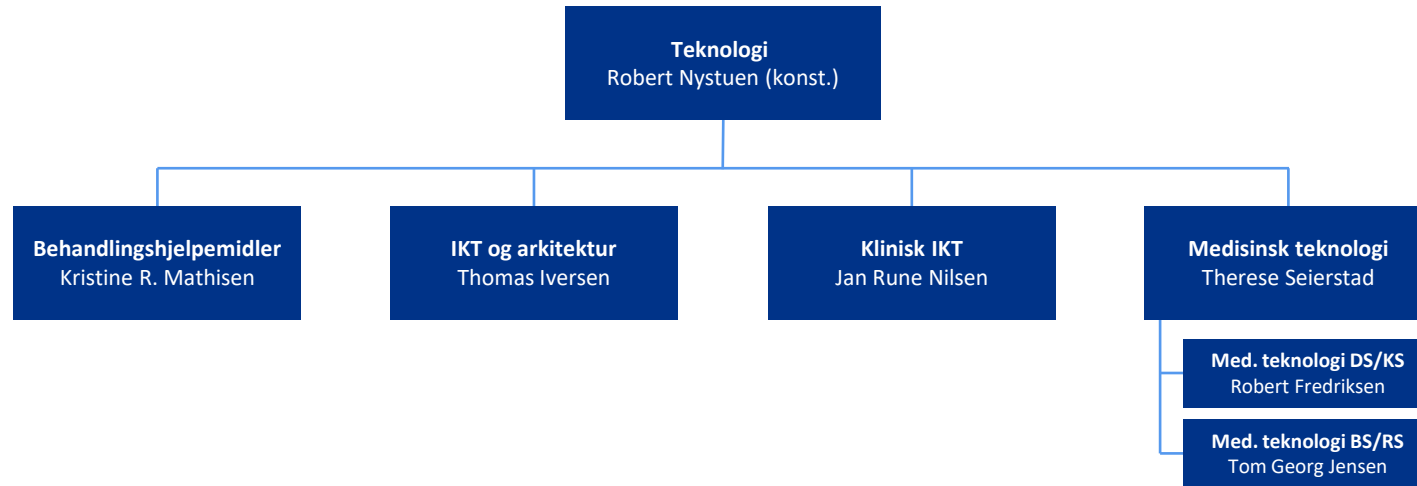 Teknologi
Robert Nystuen (konst.)
Behandlingshjelpemidler
Kristine R. Mathisen
IKT og arkitektur
Thomas Iversen
Klinisk IKT
Jan Rune Nilsen
Medisinsk teknologi
Therese Seierstad
Med. teknologi DS/KS
Robert Fredriksen
Med. teknologi BS/RS
Tom Georg Jensen